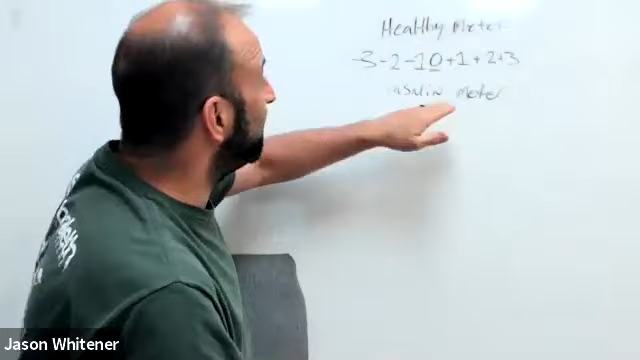 Healthy Meter
-3 -2 -1 0 +1 +2 +3
insulin meter
Jason Whitener